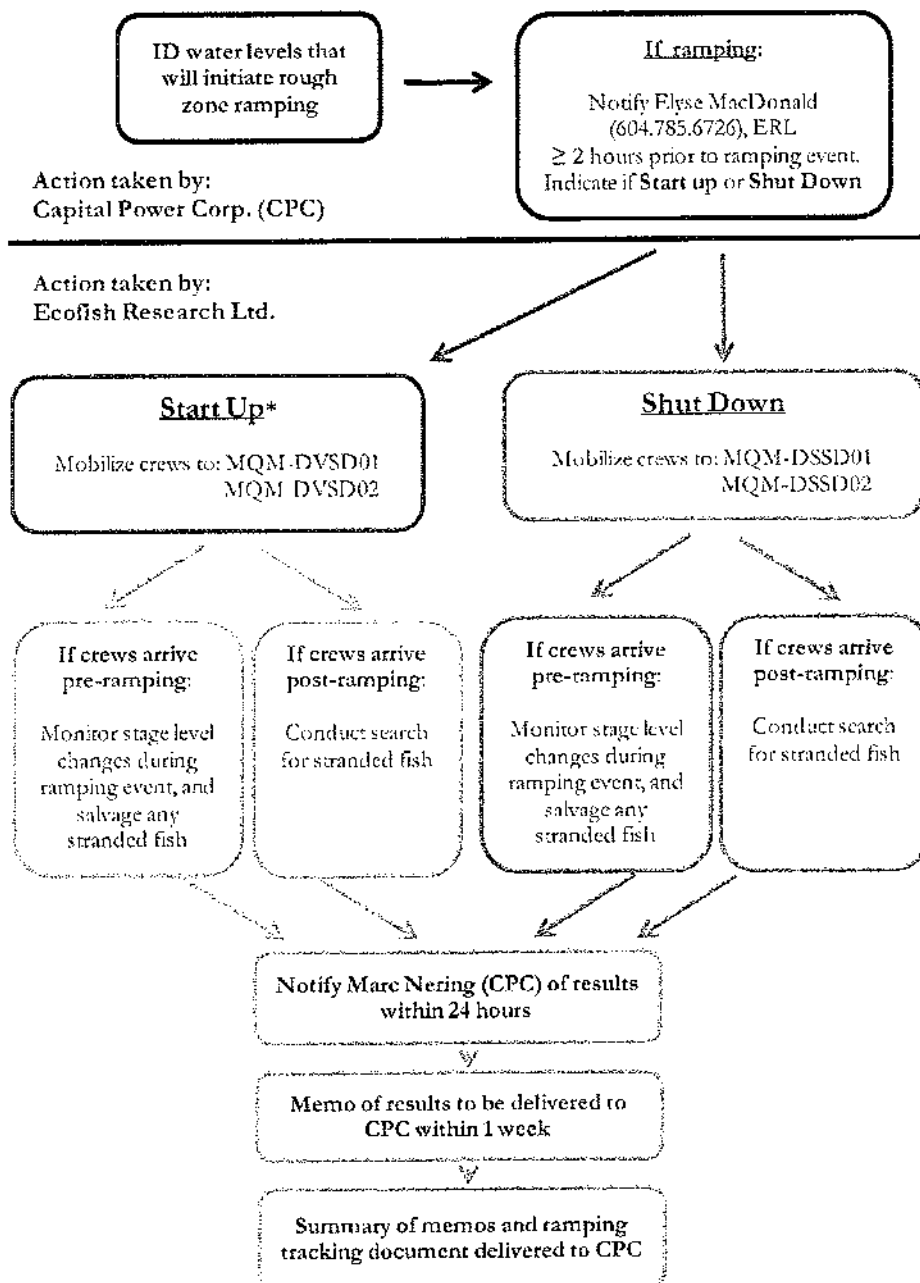 ID water levels that
will initiate rough
zone ramping
If ramping:
Notify Elyse MacDonald
(604.785.6726), ERL
≥ 2 hours prior to ramping event.
Indicate if Start up or Shut Down
Action taken by:
Capital Power Corp. (CPC)
Action taken by:
Ecofish Research Ltd.
Start Up*
Mobilize crews to: MQM-DVSD01
MQM-DVSD02
Shut Down
Mobilize crews to: MQM-DSSD01
MQM-DSSD02
If crews arrive
pre-ramping:
Monitor stage level
changes during
ramping event, and
salvage any
stranded fish
If crews arrive
post-ramping:
Conduct search
for stranded fish
If crews arrive
pre-ramping:
Monitor stage level
changes during
ramping event, and
salvage any
stranded fish
If crews arrive
post-ramping:
Conduct search
for stranded fish
Notify Marc Nering (CPC) of results
within 24 hours
Memo of results to be delivered to
CPC within 1 week
Summary of memos and ramping
tracking document delivered to CPC